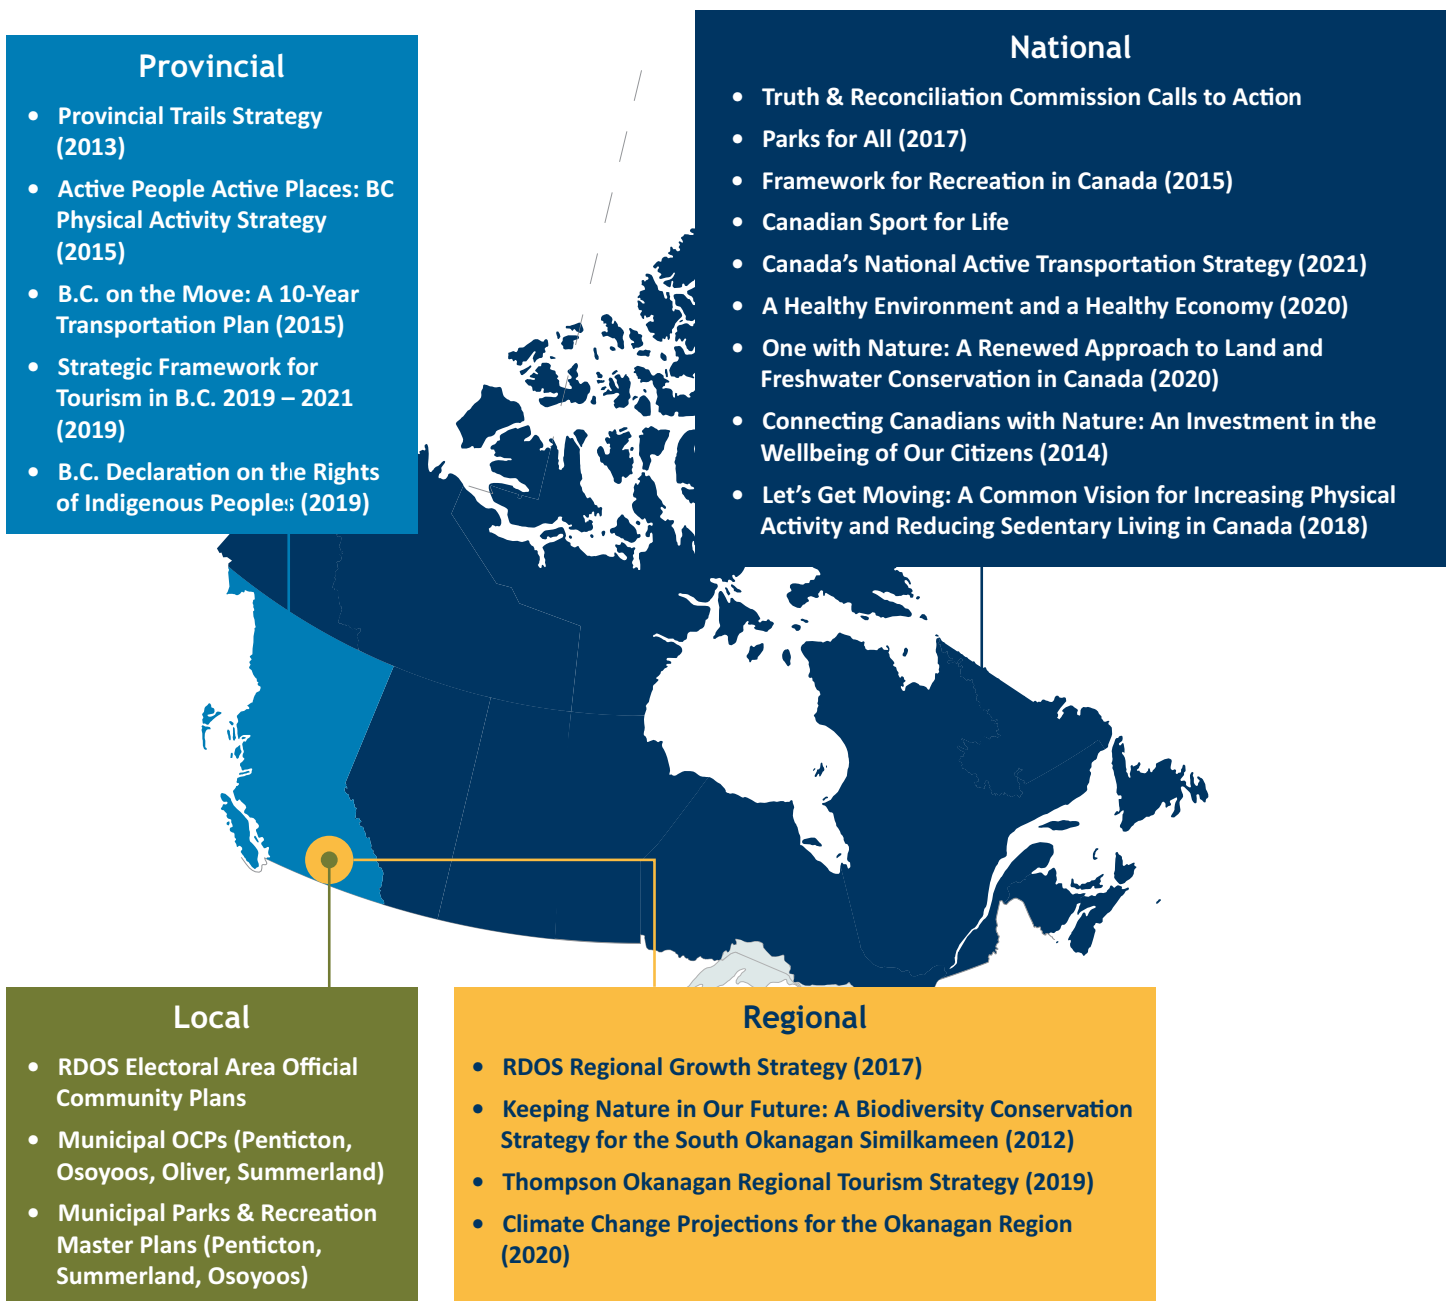 Provincial
• Provincial Trails Strategy
(2013)
• Active People Active Places: BC
Physical Activity Strategy
(2015)
• B.C. on the Move: A 10-Year
Transportation Plan (2015)
• Strategic Framework for
Tourism in B.C. 2019 – 2021
(2019)
• B.C. Declaration on the Rights
of Indigenous Peoples (2019)
National
• Truth & Reconciliation Commission Calls to Action
• Parks for All (2017)
• Framework for Recreation in Canada (2015)
• Canadian Sport for Life
• Canada’s National Active Transportation Strategy (2021)
• A Healthy Environment and a Healthy Economy (2020)
• One with Nature: A Renewed Approach to Land and
Freshwater Conservation in Canada (2020)
• Connecting Canadians with Nature: An Investment in the
Wellbeing of Our Citizens (2014)
• Let’s Get Moving: A Common Vision for Increasing Physical
Activity and Reducing Sedentary Living in Canada (2018)
Local
• RDOS Electoral Area Official
Community Plans
• Municipal OCPs (Penticton,
Osoyoos, Oliver, Summerland)
• Municipal Parks & Recreation
Master Plans (Penticton,
Summerland, Osoyoos)
Regional
• RDOS Regional Growth Strategy (2017)
• Keeping Nature in Our Future: A Biodiversity Conservation
Strategy for the South Okanagan Similkameen (2012)
• Thompson Okanagan Regional Tourism Strategy (2019)
• Climate Change Projections for the Okanagan Region
(2020)